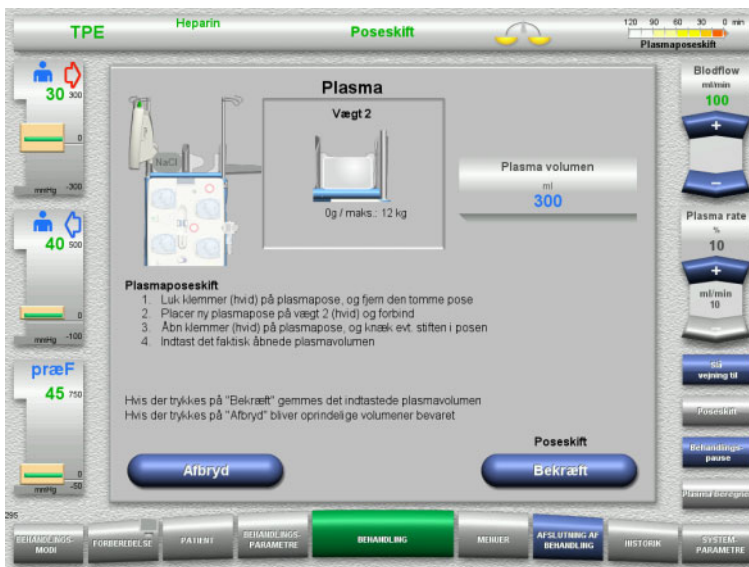 TPE
Heparin
Poseskift
120 90 60 30 0 min
Plasmaposeskift
30 300
0
mmHg -300
40 500
0
mmHg -100
præF
45 750
0
mmHg -50
Plasma
Vægt 2
NaCl
0g / maks.: 12 kg
Plasma volumen
ml
300
Plasmaposeskift
1. Luk klemmer (hvid) på plasmapose, og fjern den tomme pose
2. Placer ny plasmapose på vægt 2 (hvid) og forbind
3. Åbn klemmer (hvid) på plasmapose, og knæk evt. stiften i posen
4. Indtast det faktisk åbnede plasmavolumen
Hvis der trykkes på "Bekræft" gemmes det indtastede plasmavolumen
Hvis der trykkes på "Afbryd" bliver oprindelige volumener bevaret
Afbryd
Poseskift
Bekræft
Blodflow
ml/min
100
+
–
Plasma rate
%
10
+
ml/min
10
–
vejning til
Poseskift
Behandlings-
pause
295
BEHANDLINGS-
MODI
FORBEREDELSE
PATIENT
BEHANDLINGS-
PARAMETRE
BEHANDLING
MENUER
AFSLUTNING AF
BEHANDLING
HISTORIK
SYSTEM-
PARAMETRE